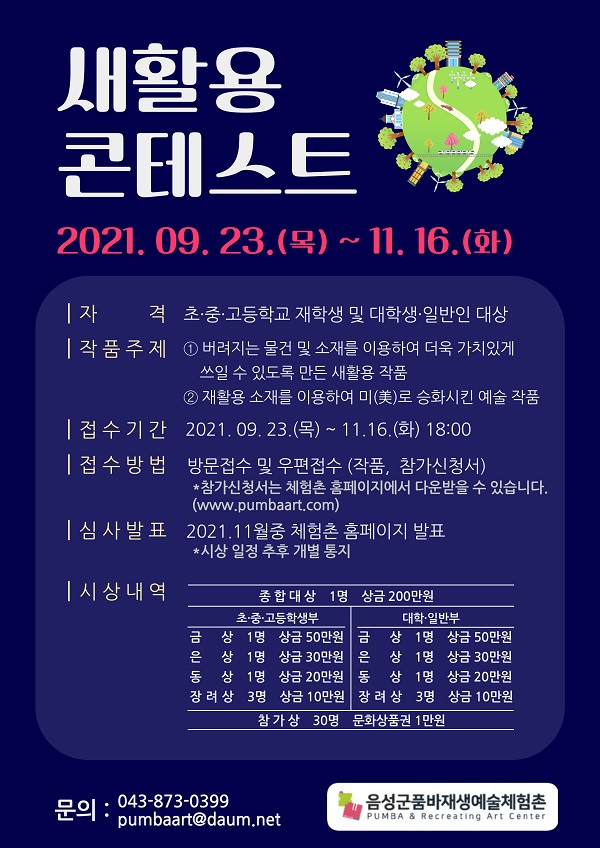 새활용
콘테스트
2021. 09. 23.(목) ~ 11. 16.(화)
| 자 격 초·중·고등학교 재학생 및 대학생·일반인 대상
| 작품주제 ① 버려지는 물건 및 소재를 이용하여 더욱 가치있게
쓰일 수 있도록 만든 새활용 작품
② 재활용 소재를 이용하여 미(美)로 승화시킨 예술 작품
| 접수기간 2021. 09. 23.(목) ~ 11.16.(화) 18:00
| 접수방법 방문접수 및 우편접수 (작품, 참가신청서)
*참가신청서는 체험촌 홈페이지에서 다운받을 수 있습니다.
(www.pumbaart.com)
| 심사발표 2021.11월중 체험촌 홈페이지 발표
*시상 일정 추후 개별 통지
| 시상내역 종합대상 1명 상금 200만원
초·중·고등학생부 대학·일반부
금 상 1명 상금 50만원 금 상 1명 상금 50만원
은 상 1명 상금 30만원 은 상 1명 상금 30만원
동 상 1명 상금 20만원 동 상 1명 상금 20만원
장려상 3명 상금 10만원 장려상 3명 상금 10만원
참가상 30명 문화상품권 1만원
문의 : 043-873-0399
pumbaart@daum.net
음성군품바재생예술체험촌
PUMBA & Recreating Art Center